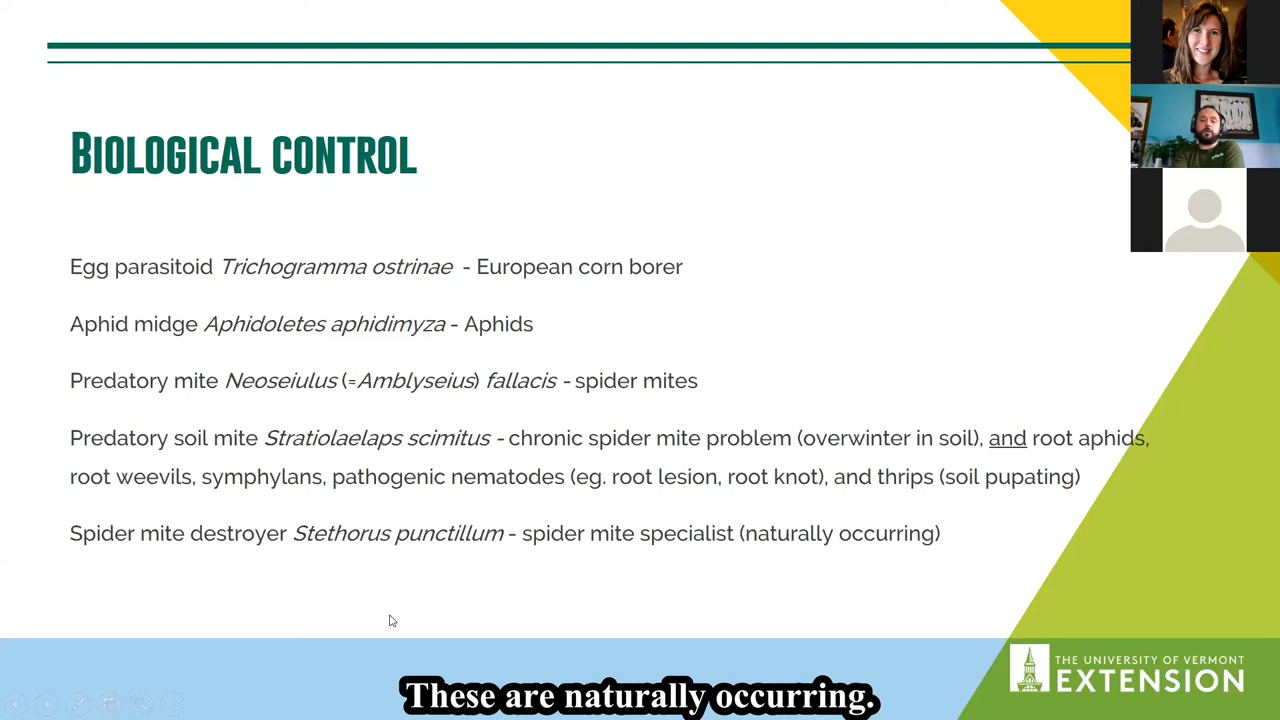 BIOLOGICAL CONTROL
Egg parasitoid Trichogramma ostrinae - European corn borer
Aphid midge Aphidoletes aphidimyza - Aphids
Predatory mite Neoseiulus (=Amblyseius) fallacis - spider mites
Predatory soil mite Stratiolaelaps scimitus - chronic spider mite problem (overwinter in soil), and root aphids,
root weevils, symphylans, pathogenic nematodes (eg. root lesion, root knot), and thrips (soil pupating)
Spider mite destroyer Stethorus punctillum - spider mite specialist (naturally occurring)
THE UNIVERSITY OF VERMONT
EXTENSION
These are naturally occurring.